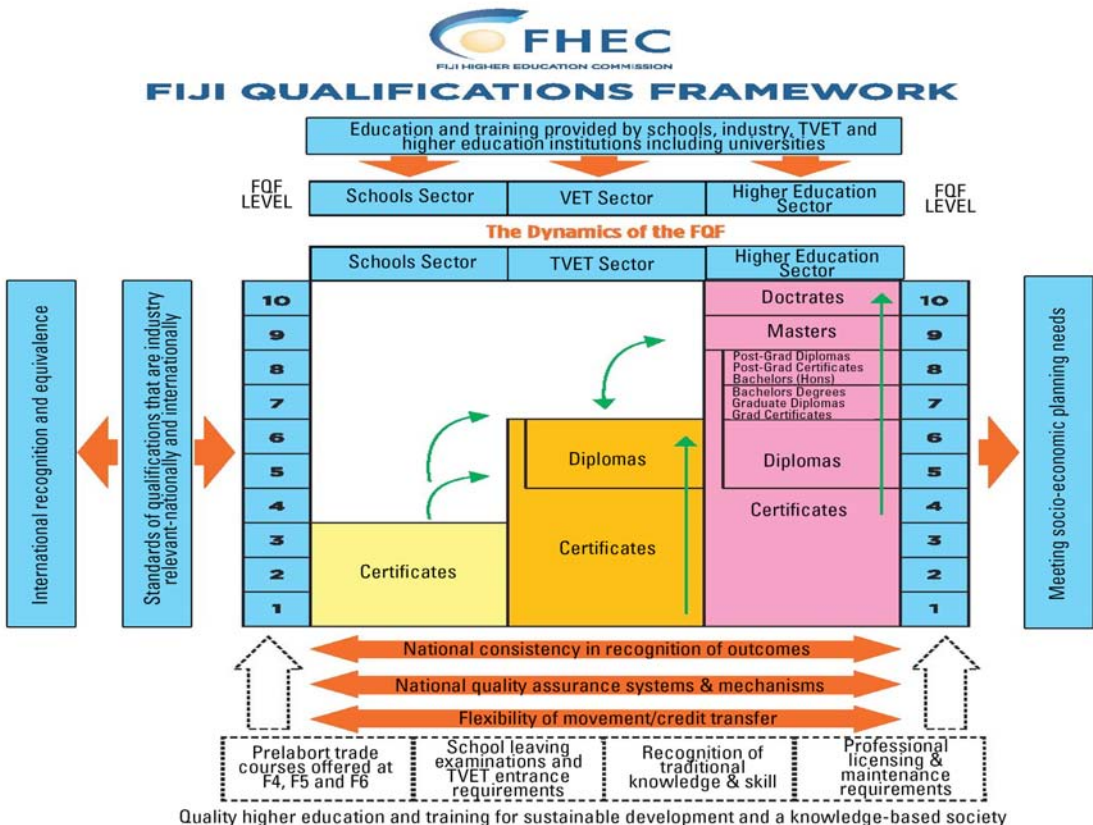 FHEC
FIJI HIGHER EDUCATION COMMISSION
FIJI QUALIFICATIONS FRAMEWORK
Education and training provided by schools, industry, TVET and
higher education institutions including universities
FQF
LEVEL
Schools Sector
VET Sector
Higher Education
Sector
FQF
LEVEL
The Dynamics of the FQF
Schools Sector
TVET Sector
Higher Education
Sector
International recognition and equivalence
Standards of qualifications that are industry
relevant-nationally and internationally
10
9
8
7
6
5
4
3
2
1
Certificates
Diplomas
Certificates
Doctrates
Masters
Post-Grad Diplomas
Post-Grad Certificates
Bachelors (Hons)
Bachelors Degrees
Graduate Diplomas
Grad Certificates
Diplomas
Certificates
10
9
8
7
6
5
4
3
2
1
Meeting socio-economic planning needs
National consistency in recognition of outcomes
National quality assurance systems & mechanisms
Flexibility of movement/credit transfer
Prelabort trade
courses offered at
F4, F5 and F6
School leaving
examinations and
TVET entrance
requirements
Recognition of
traditional
knowledge & skill
Professional
licensing &
maintenance
requirements
Quality higher education and training for sustainable development and a knowledge-based society